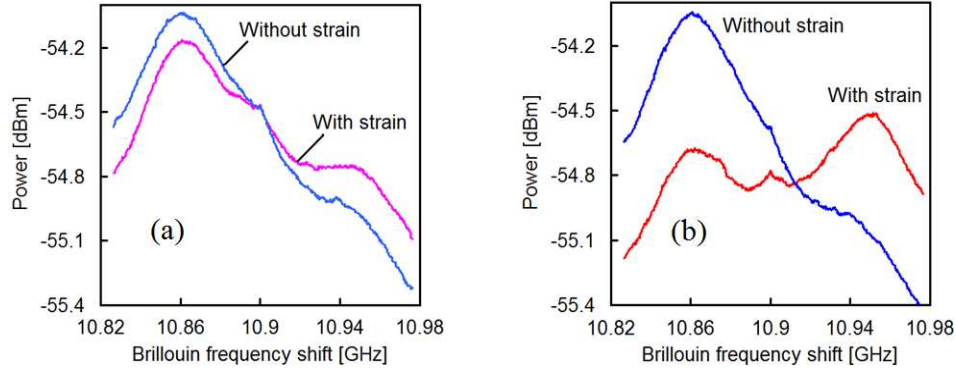 -54.2
-54.5
-54.8
-55.1
-55.4
Power [dBm]
Without strain
With strain
(a)
10.82 10.86 10.9 10.94 10.98
Brillouin frequency shift [GHz]
-54.2
-54.5
-54.8
-55.1
-55.4
Power [dBm]
Without strain
With strain
(b)
10.82 10.86 10.9 10.94 10.98
Brillouin frequency shift [GHz]